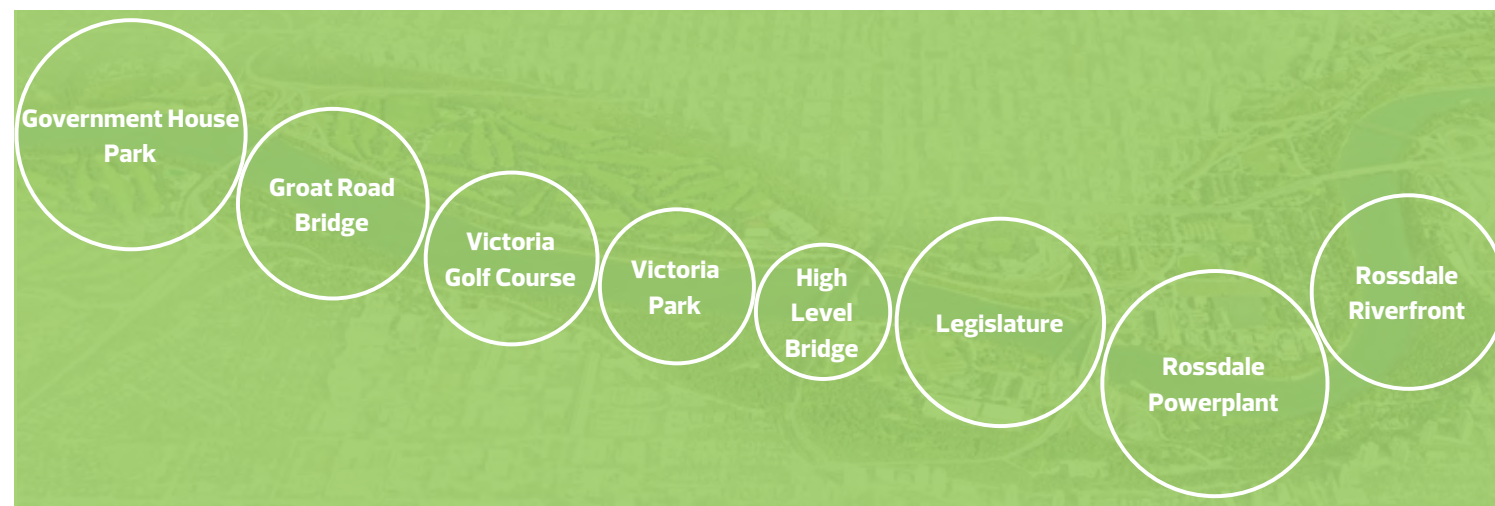 Government House
Park
Groat Road
Bridge
Victoria
Golf Course
Victoria
Park
High
Level
Bridge
Legislature
Rossdale
Powerplant
Rossdale
Riverfront